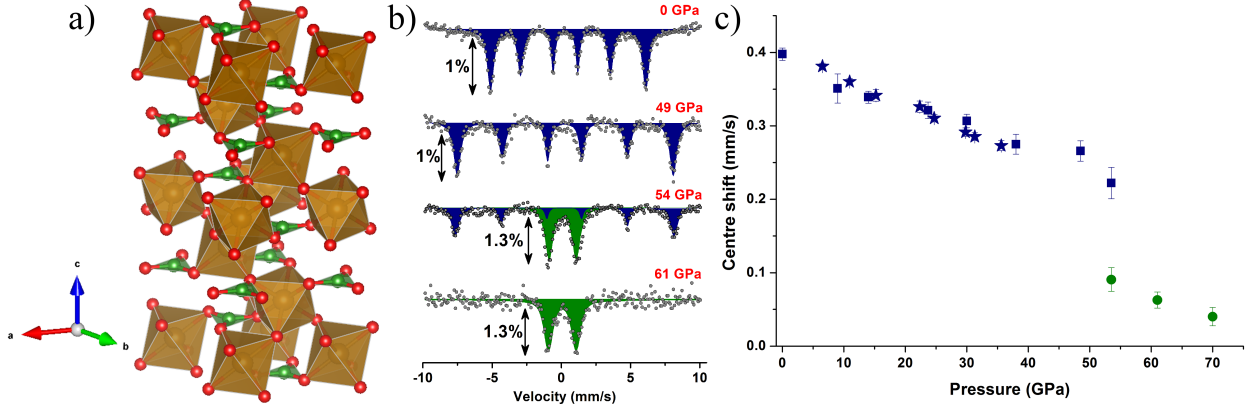 a)
c
a
b
b)
0 GPa
1%
49 GPa
1%
54 GPa
1.3%
61 GPa
1.3%
-10 -5 0 5 10
Velocity (mm/s)
c)
Centre shift (mm/s)
0.4
0.3
0.2
0.1
0.0
0 10 20 30 40 50 60 70
Pressure (GPa)